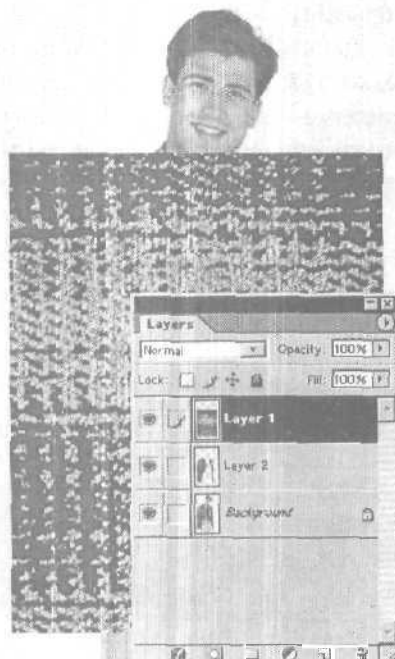 Layers
Normal Opacity: 100%
Lock: Fill: 100%
Layer 1
Layer 2
Background